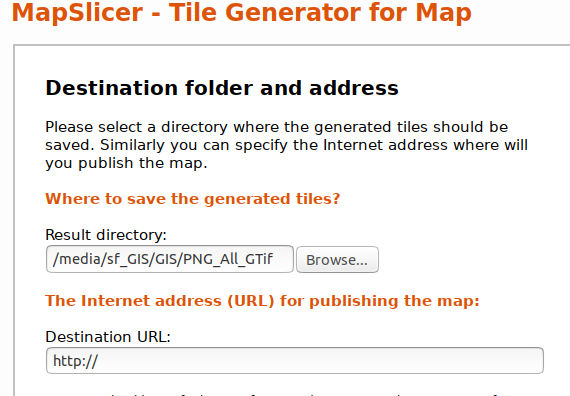 MapSlicer - Tile Generator for Map
Destination folder and address
Please select a directory where the generated tiles should be
saved. Similarly you can specify the Internet address where will
you publish the map.
Where to save the generated tiles?
Result directory:
/media/sf_GIS/GIS/PNG_All_GTif Browse...
The Internet address (URL) for publishing the map:
Destination URL:
http://